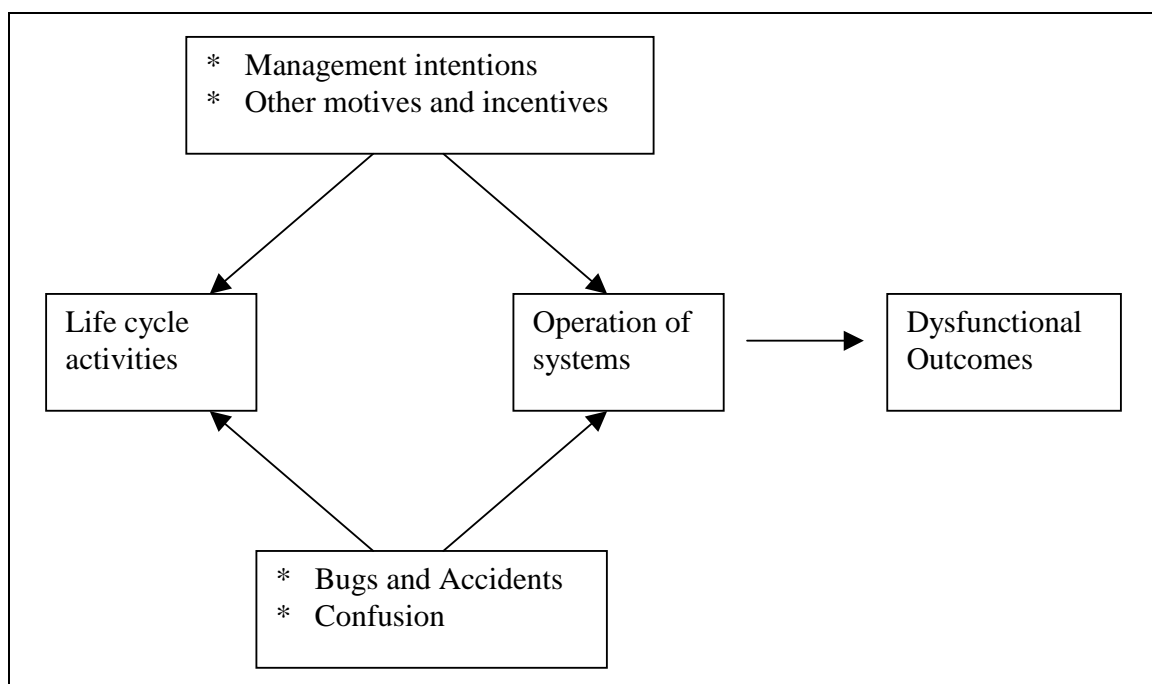 * Management intentions
* Other motives and incentives
Life cycle
activities
Operation of
systems
Dysfunctional
Outcomes
* Bugs and Accidents
* Confusion